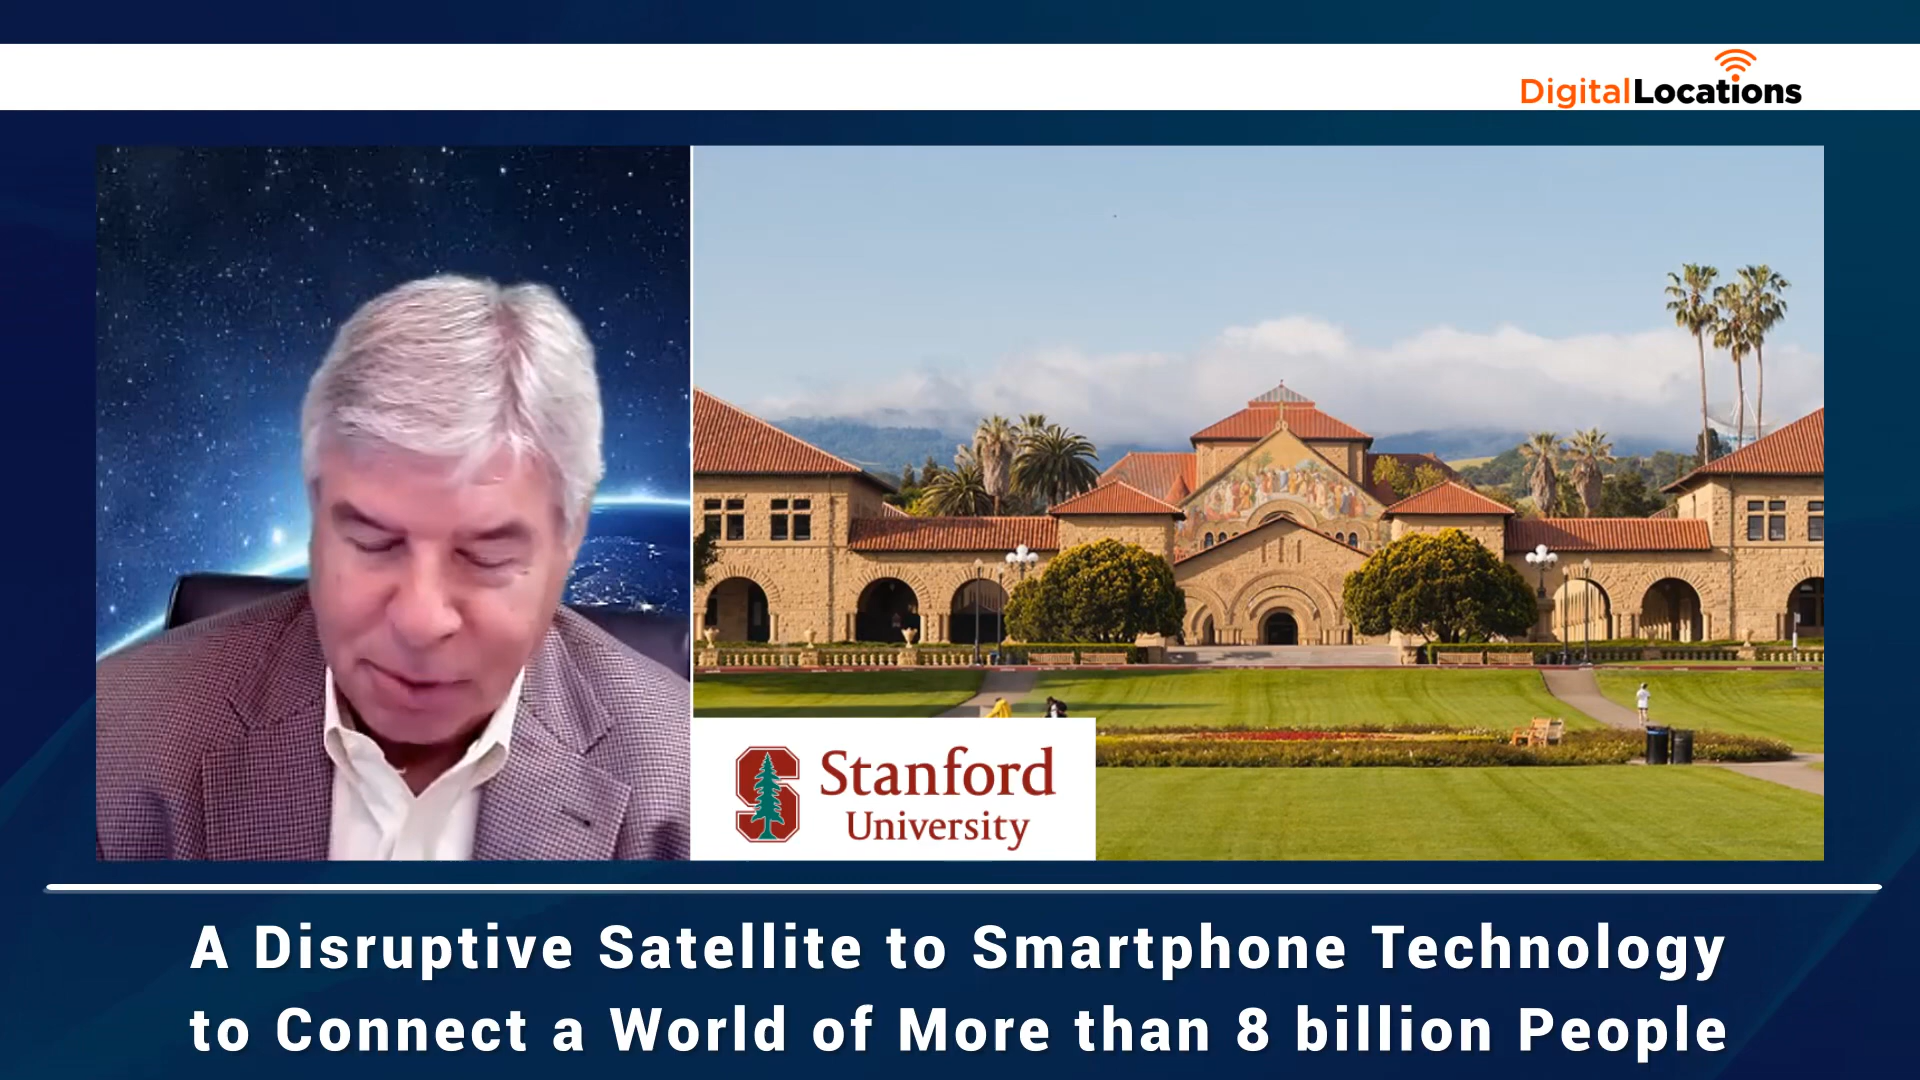 DigitalLocations
Stanford
University
A Disruptive Satellite to Smartphone Technology
to Connect a World of More than 8 billion People